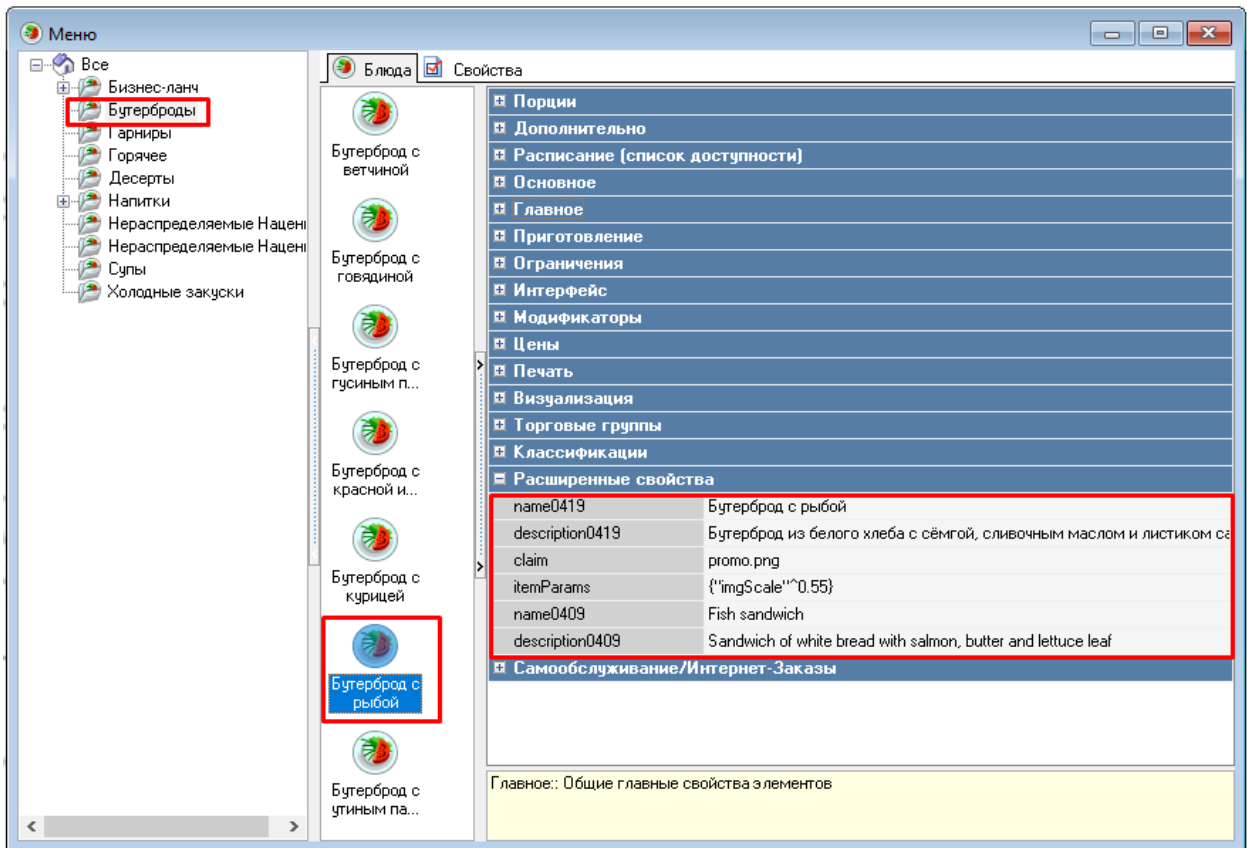 Меню
Все
Бизнес-ланч
Бутерброды
Гарниры
Горячее
Десерты
Напитки
Нераспределяемые Нацен
Нераспределяемые Нацен
Супы
Холодные закуски
Блюда
Свойства
Бутерброд с
ветчиной
Бутерброд с
говядиной
Бутерброд с
гусиным п...
Бутерброд с
красной и...
Бутерброд с
курицей
Бутерброд с
рыбой
Бутерброд с
утиным па...
Порции
Дополнительно
Расписание (список доступности)
Основное
Главное
Приготовление
Ограничения
Интерфейс
Модификаторы
Цены
Печать
Визуализация
Торговые группы
Классификации
Расширенные свойства
name0419 Бутерброд с рыбой
description0419 Бутерброд из белого хлеба с сёмгой, сливочным маслом и листиком са
claim promo.png
itemParams {"imgScale"^0.55}
name0409 Fish sandwich
description0409 Sandwich of white bread with salmon, butter and lettuce leaf
Самообслуживание/Интернет-Заказы
Главное:: Общие главные свойства элементов